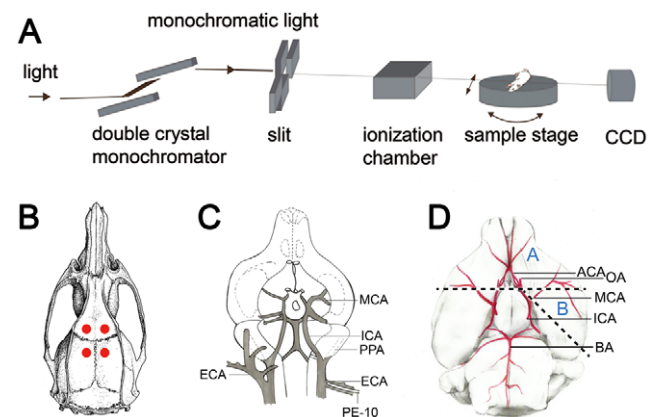 A
monochromatic light
light
double crystal
monochromator
slit
ionization
chamber
sample stage
CCD
B
C
MCA
ICA
PPA
ECA
ECA
PE-10
D
A
ACA
OA
MCA
B
ICA
BA